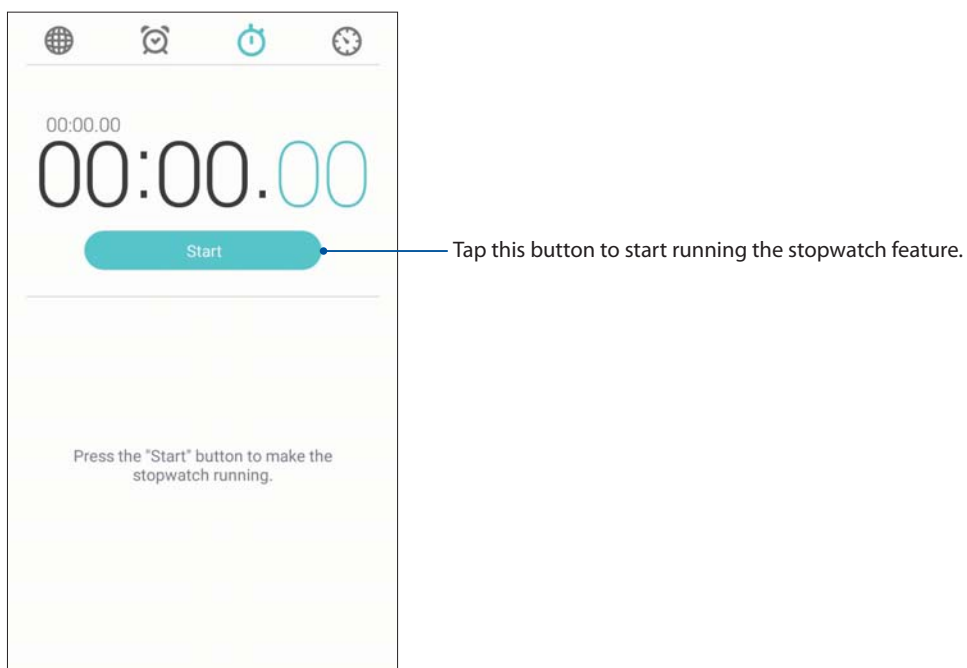 00:00.00
00:00.00
Start
Tap this button to start running the stopwatch feature.
Press the "Start" button to make the
stopwatch running.